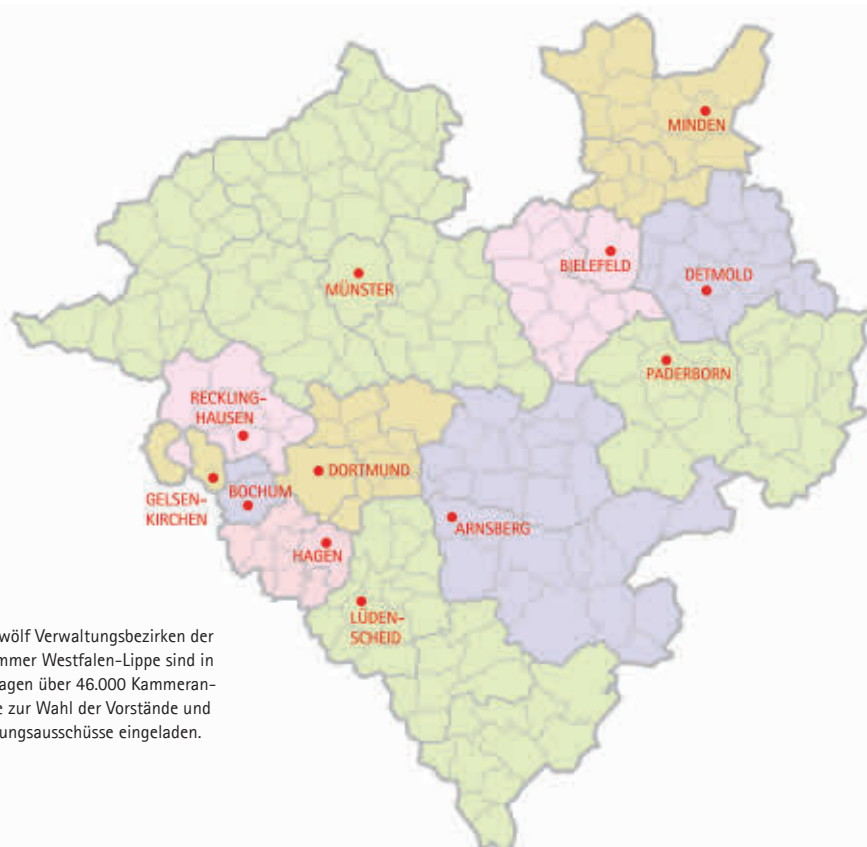 MINDEN
BIELEFELD
DETMOLD
MÜNSTER
PADERBORN
RECKLING-
HAUSEN
DORTMUND
GELSEN-
KIRCHEN
BOCHUM
ARNSBERG
HAGEN
LÜDEN-
SCHEID
wölf Verwaltungsbezirken der
mmer Westfalen-Lippe sind in
agen über 46.000 Kammeran-
e zur Wahl der Vorstände und
ungsausschüsse eingeladen.